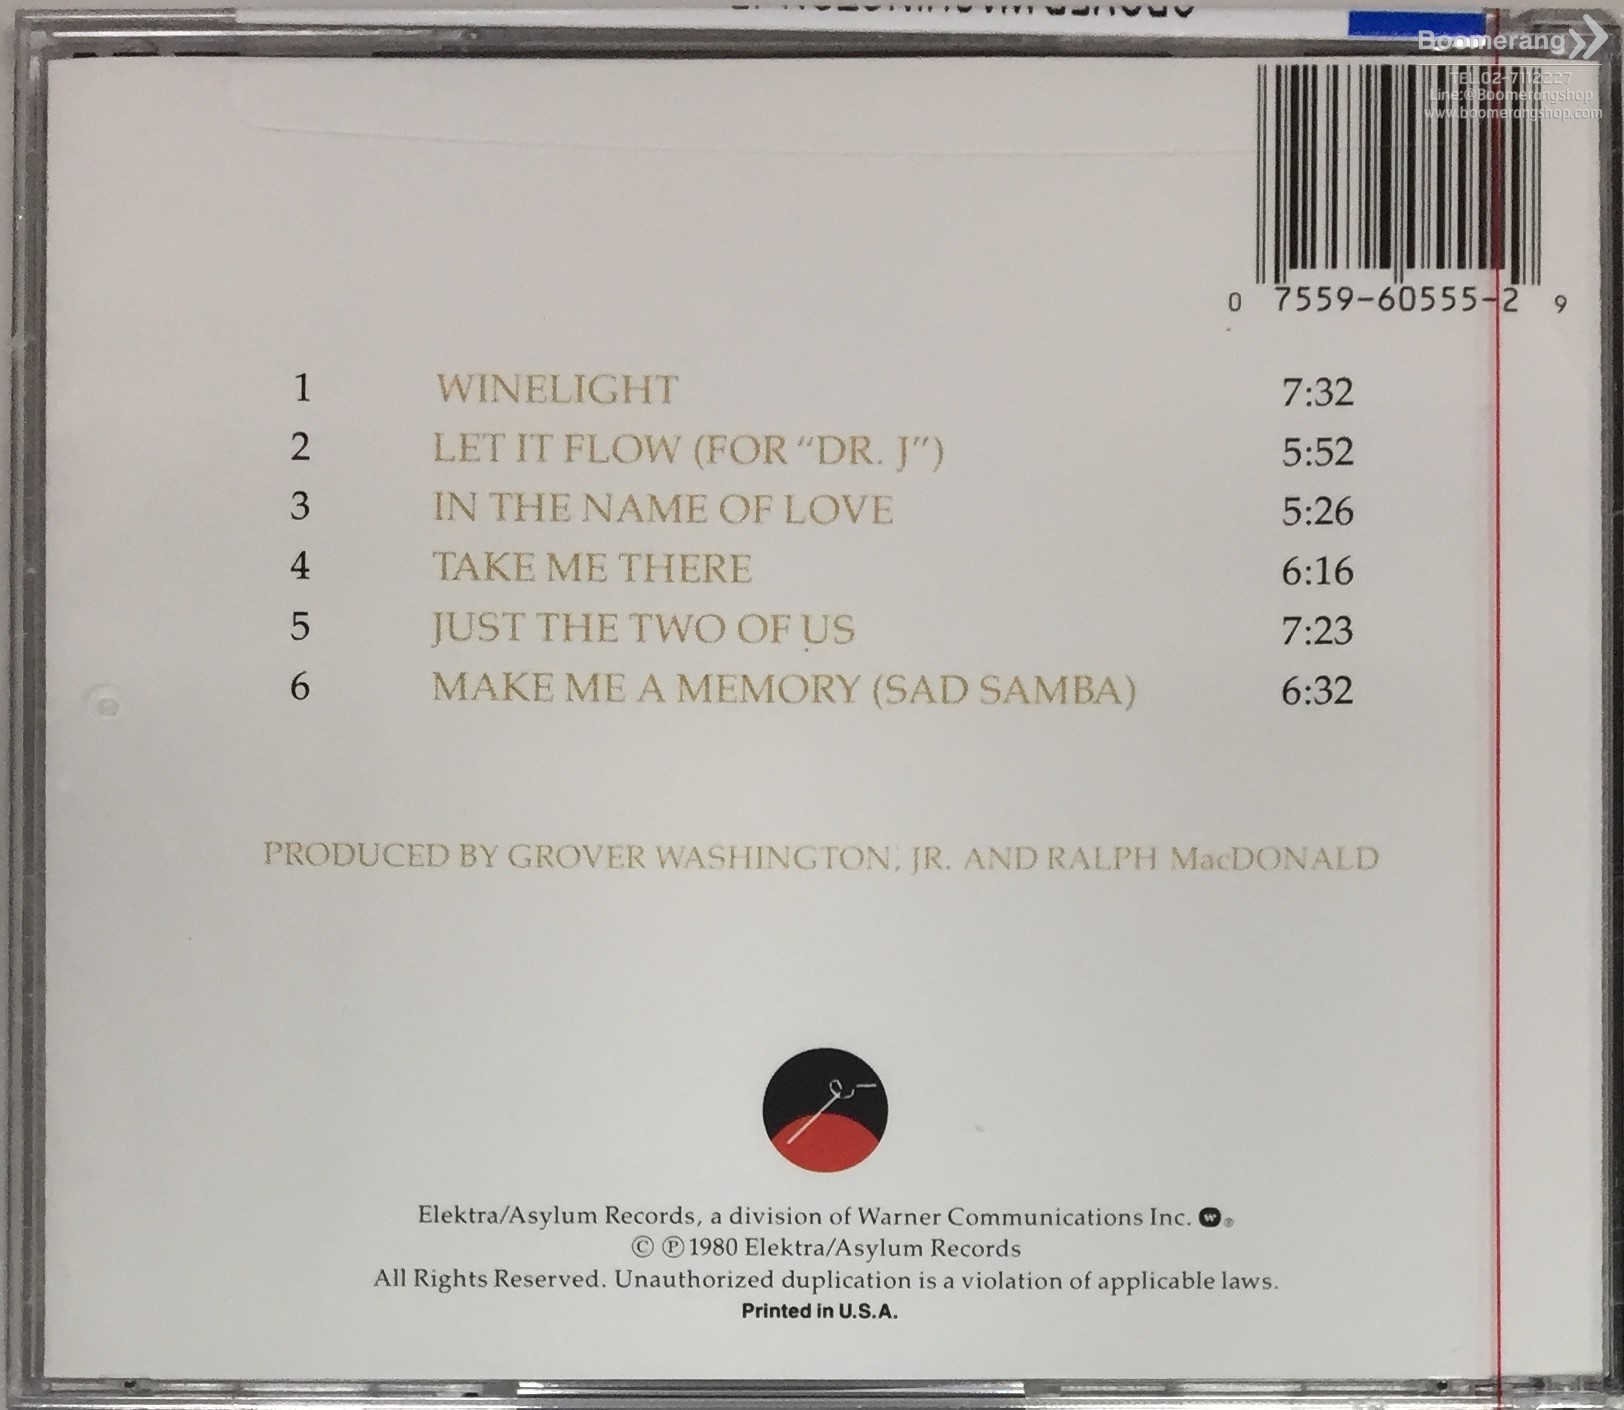 Boomerang
TEL.02-7112227
Line:@Boomerangshop
www.boomerangshop.com
0 7559-60555-2 9
1 WINELIGHT 7:32
2 LET IT FLOW (FOR "DR. J") 5:52
3 IN THE NAME OF LOVE 5:26
4 TAKE ME THERE 6:16
5 JUST THE TWO OF US 7:23
6 MAKE ME A MEMORY (SAD SAMBA) 6:32
PRODUCED BY GROVER WASHINGTON, JR. AND RALPH MacDONALD
Elektra/Asylum Records, a division of Warner Communications Inc. ®
© ℗ 1980 Elektra/Asylum Records
All Rights Reserved. Unauthorized duplication is a violation of applicable laws.
Printed in U.S.A.